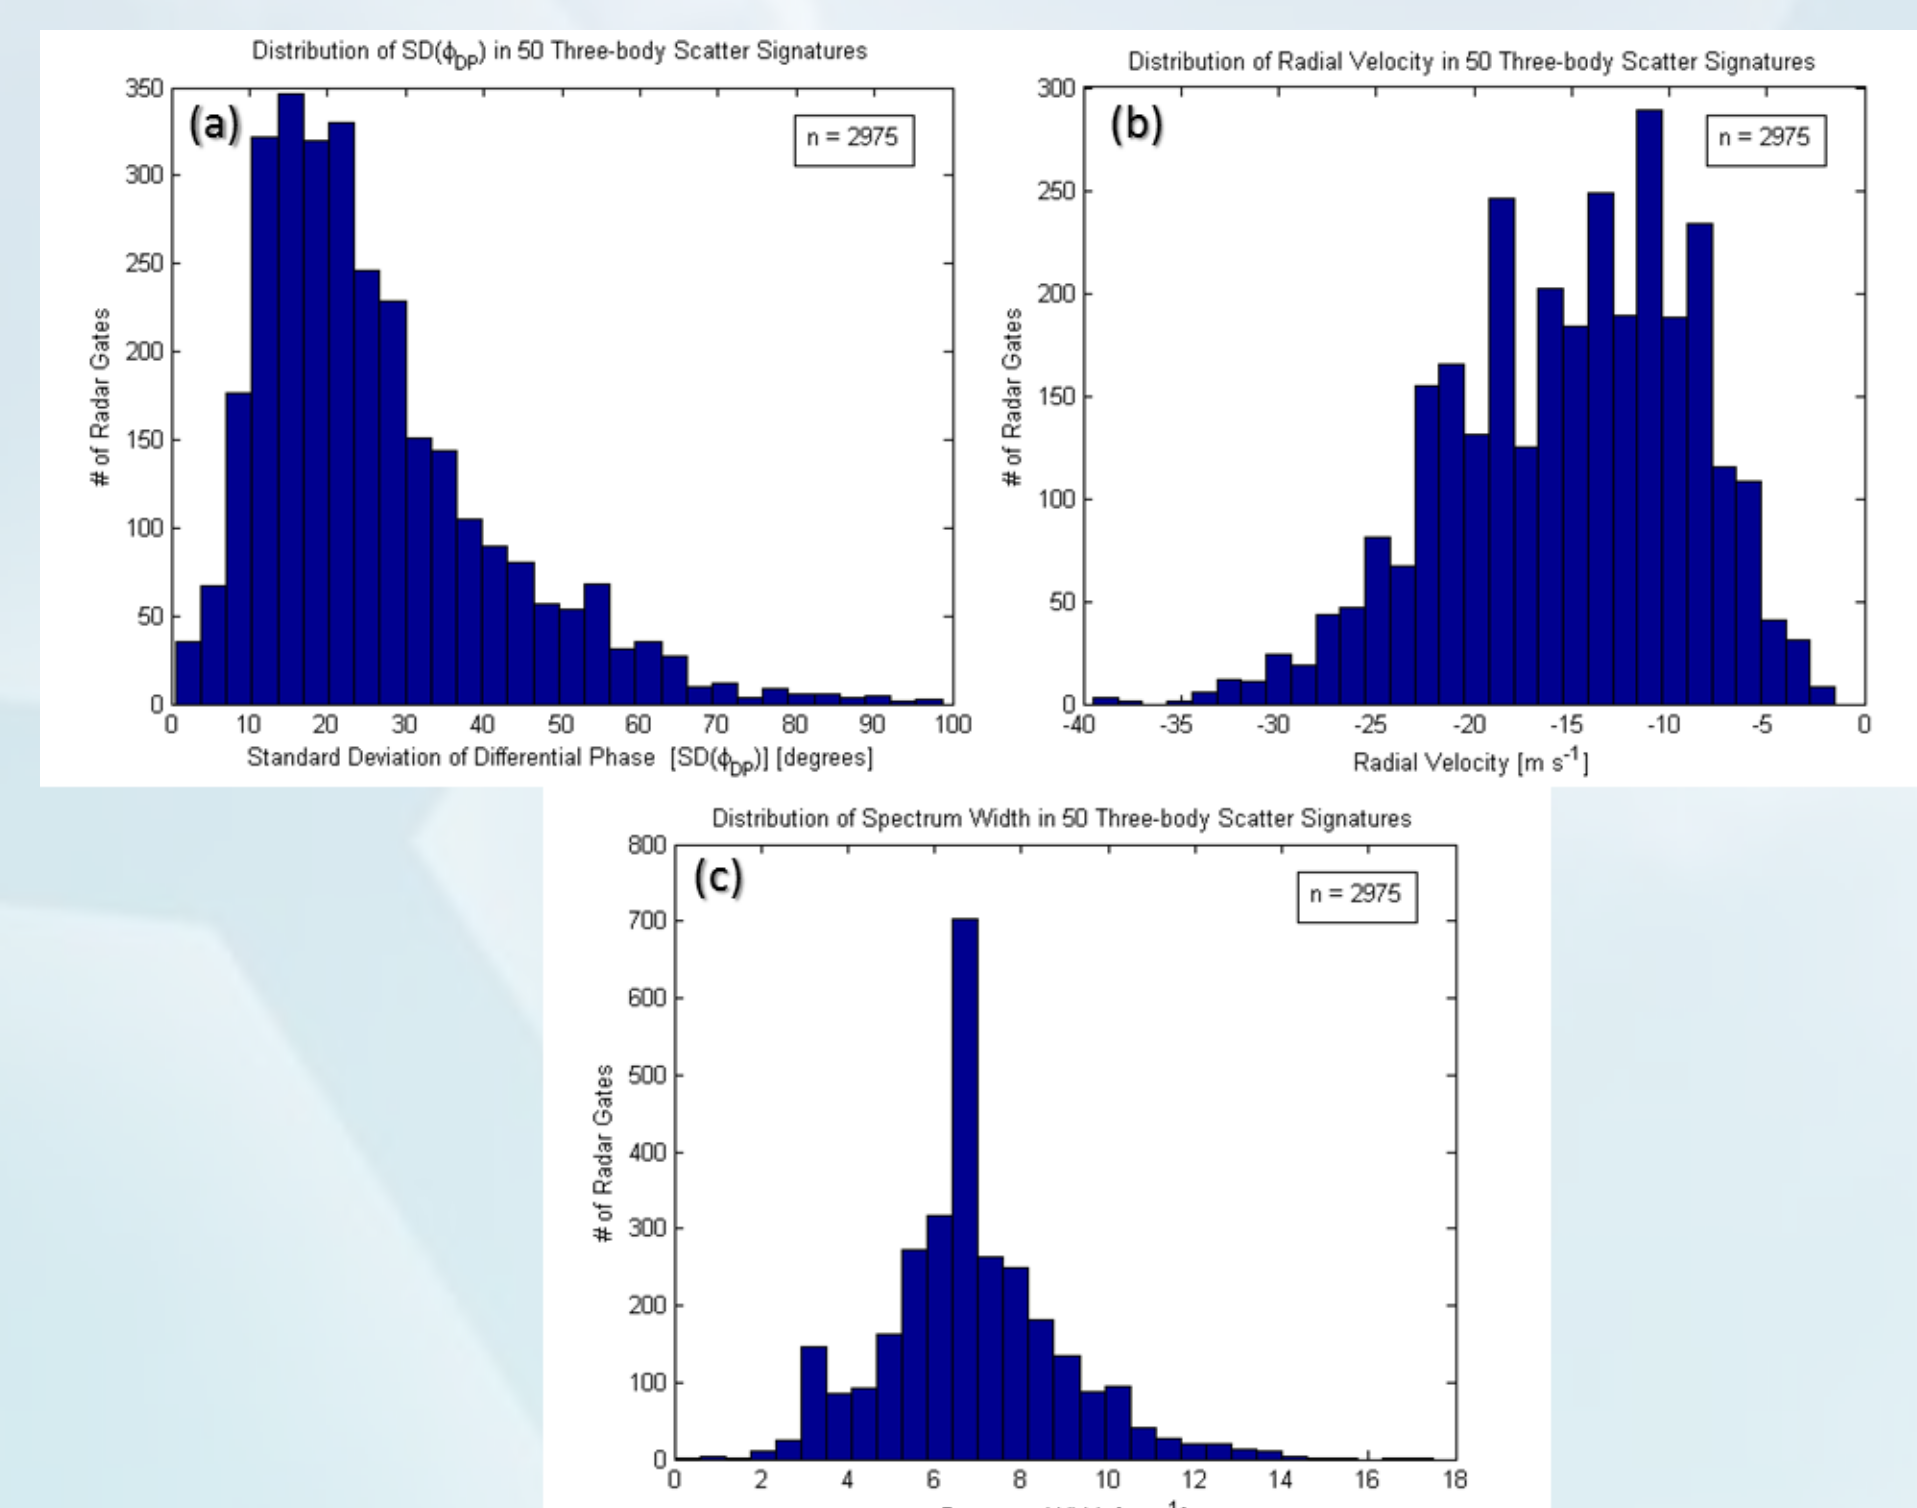 Distribution of SD(ϕDP) in 50 Three-body Scatter Signatures
(a)
n = 2975
350
300
250
200
150
100
50
0
# of Radar Gates
0 10 20 30 40 50 60 70 80 90 100
Standard Deviation of Differential Phase [SD(ϕDP)] [degrees]
Distribution of Radial Velocity in 50 Three-body Scatter Signatures
(b)
n = 2975
300
250
200
150
100
50
0
# of Radar Gates
-40 -35 -30 -25 -20 -15 -10 -5 0
Radial Velocity [m s-1]
Distribution of Spectrum Width in 50 Three-body Scatter Signatures
(c)
n = 2975
800
700
600
500
400
300
200
100
0
# of Radar Gates
0 2 4 6 8 10 12 14 16 18